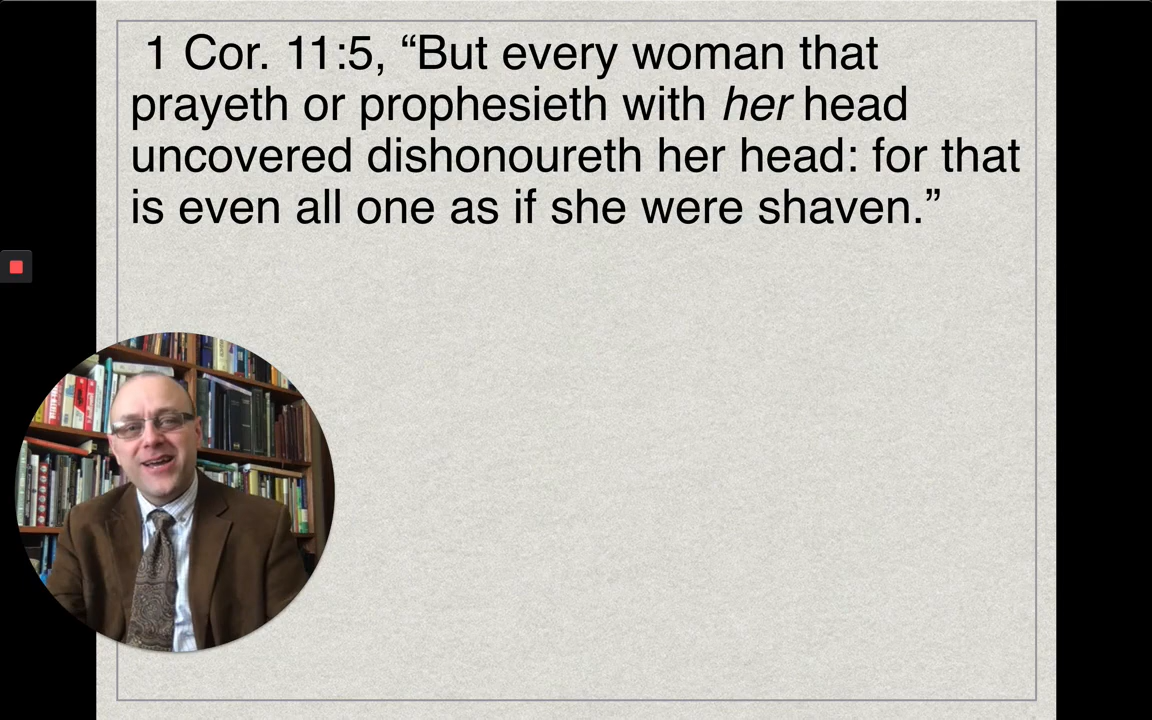 1 Cor. 11:5, “But every woman that
prayeth or prophesieth with her head
uncovered dishonoureth her head: for that
is even all one as if she were shaven.”